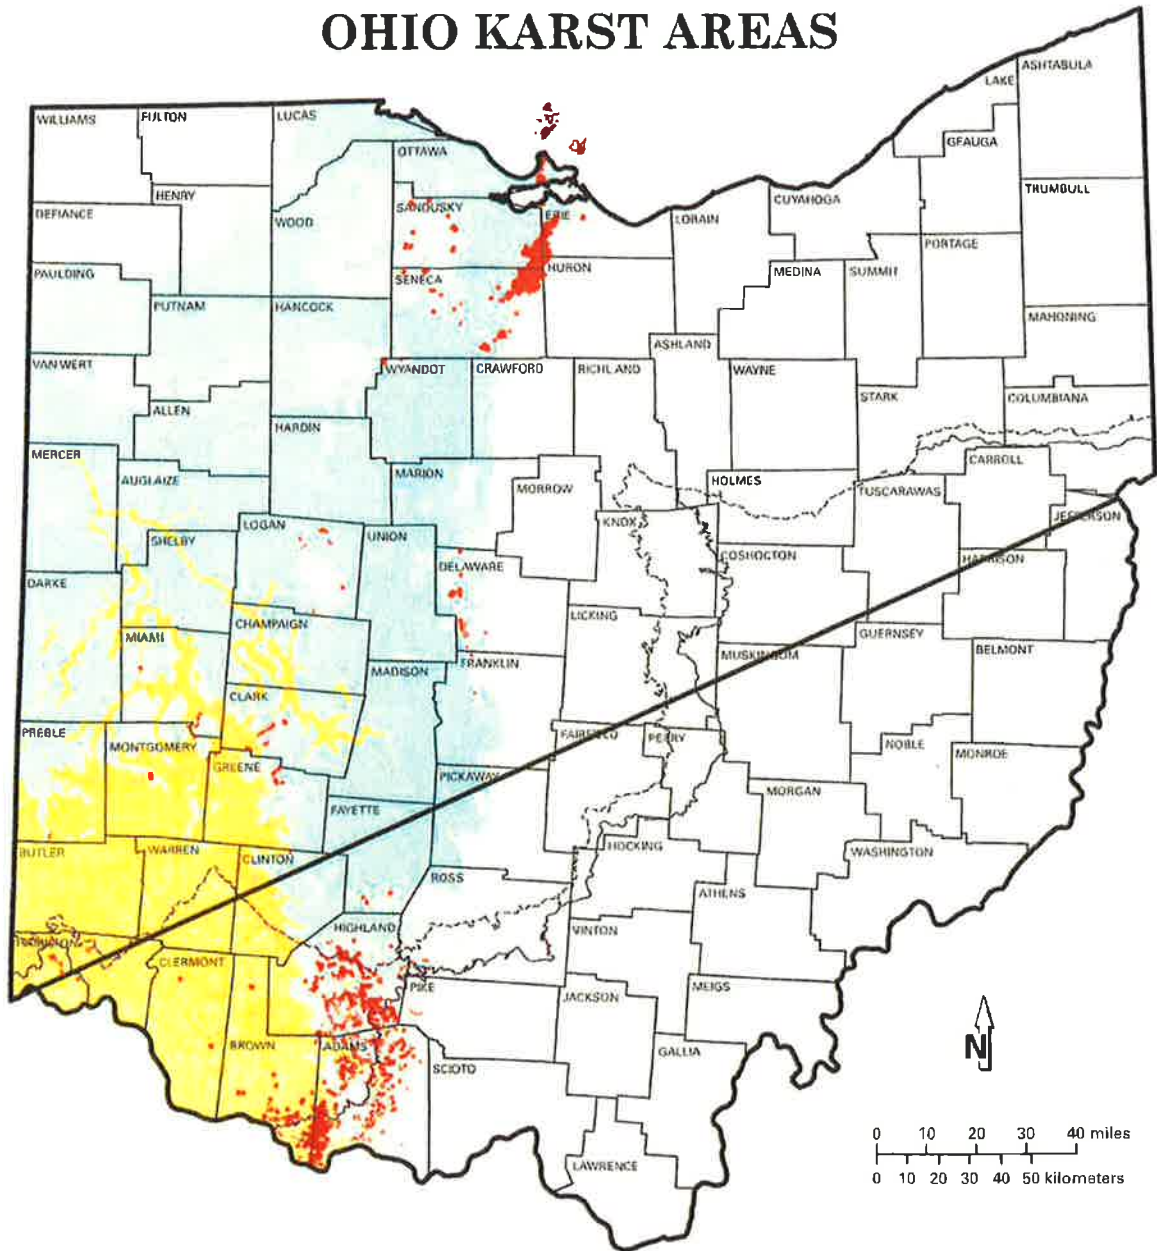 OHIO KARST AREAS
LAKE
ASHTABULA
WILLIAMS
FULTON
LUCAS
GEAUGA
OTTAWA
TRUMBULL
HENRY
CUYAHOGA
SANDUSKY
ERIE
LORAIN
DEFIANCE
WOOD
PORTAGE
PAULDING
SENECA
HURON
MEDINA
SUMMIT
PUTNAM
HANCOCK
MAHONING
ASHLAND
VAN WERT
WYANDOT
CRAWFORD
RICHLAND
WAYNE
STARK
COLUMBIANA
ALLEN
HARDIN
MERCER
AUGLAIZE
MARION
MORROW
HOLMES
CARROLL
TUSCARAWAS
JEFFERSON
LOGAN
UNION
KNOX
SHELBY
DELAWARE
COSHOCTON
HARRISON
DARKE
CHAMPAIGN
LICKING
MIAMI
GUERNSEY
MUSKINGUM
BELMONT
MADISON
FRANKLIN
CLARK
PREBLE
MONTGOMERY
FAIRFIELD
PERRY
NOBLE
MONROE
GREENE
PICKAWAY
MORGAN
FAYETTE
BUTLER
WARREN
CLINTON
HOCKING
WASHINGTON
ROSS
ATHENS
HIGHLAND
VINTON
HAMILTON
CLERMONT
PIKE
JACKSON
MEIGS
BROWN
ADAMS
GALLIA
SCIOTO
N
LAWRENCE
0 10 20 30 40 miles
0 10 20 30 40 50 kilometers